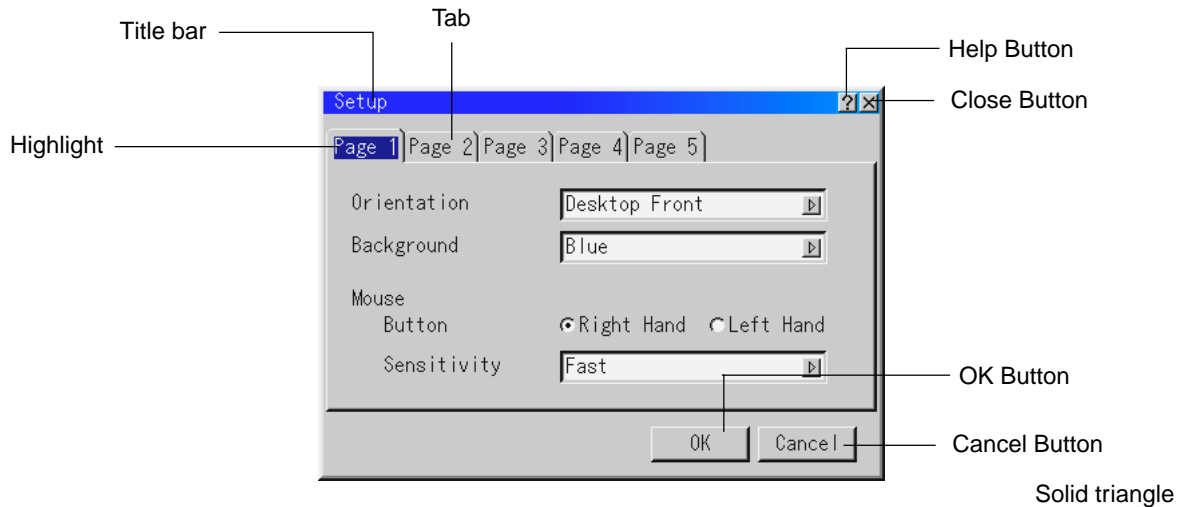 Tab
Title bar
Help Button
Setup ? ×
Close Button
Highlight
Page 1 Page 2 Page 3 Page 4 Page 5
Orientation Desktop Front
Background Blue
Mouse
Button Right Hand Left Hand
Sensitivity Fast
OK Button
OK Cancel
Cancel Button
Solid triangle